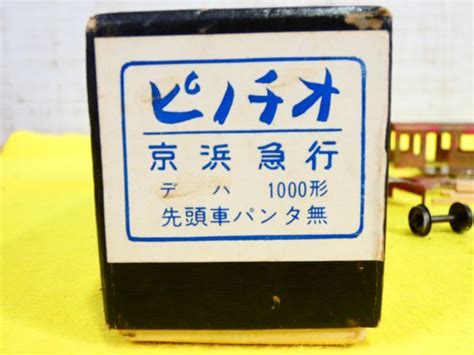 ピノチオ
京浜急行
デハ 1000形
先頭車パンタ無